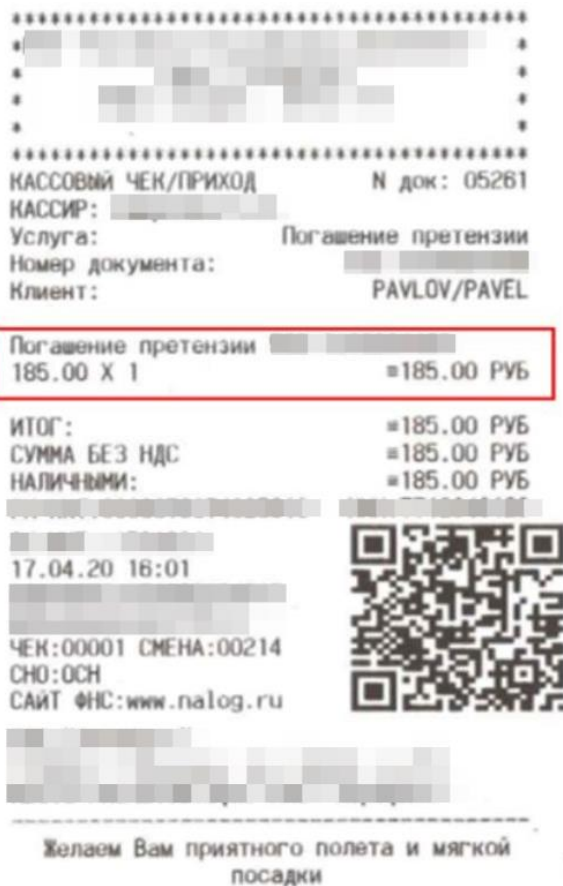 КАССОВЫЙ ЧЕК/ПРИХОД N док: 05261
КАССИР:
Услуга: Погашение претензии
Номер документа:
Клиент: PAVLOV/PAVEL
Погашение претензии
185.00 X 1 =185.00 РУБ
ИТОГ: =185.00 РУБ
СУММА БЕЗ НДС =185.00 РУБ
НАЛИЧНЫМИ: =185.00 РУБ
17.04.20 16:01
ЧЕК:00001 СМЕНА:00214
СНО:ОСН
САЙТ ФНС:www.nalog.ru
Желаем Вам приятного полета и мягкой
посадки